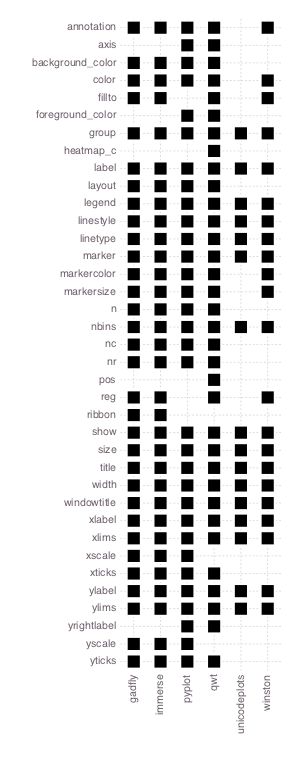 annotation
axis
background_color
color
fillto
foreground_color
group
heatmap_c
label
layout
legend
linestyle
linetype
marker
markercolor
markersize
n
nbins
nc
nr
pos
reg
ribbon
show
size
title
width
windowtitle
xlabel
xlims
xscale
xticks
ylabel
ylims
yrightlabel
yscale
yticks
gadfly
immerse
pyplot
qwt
unicodeplots
winston